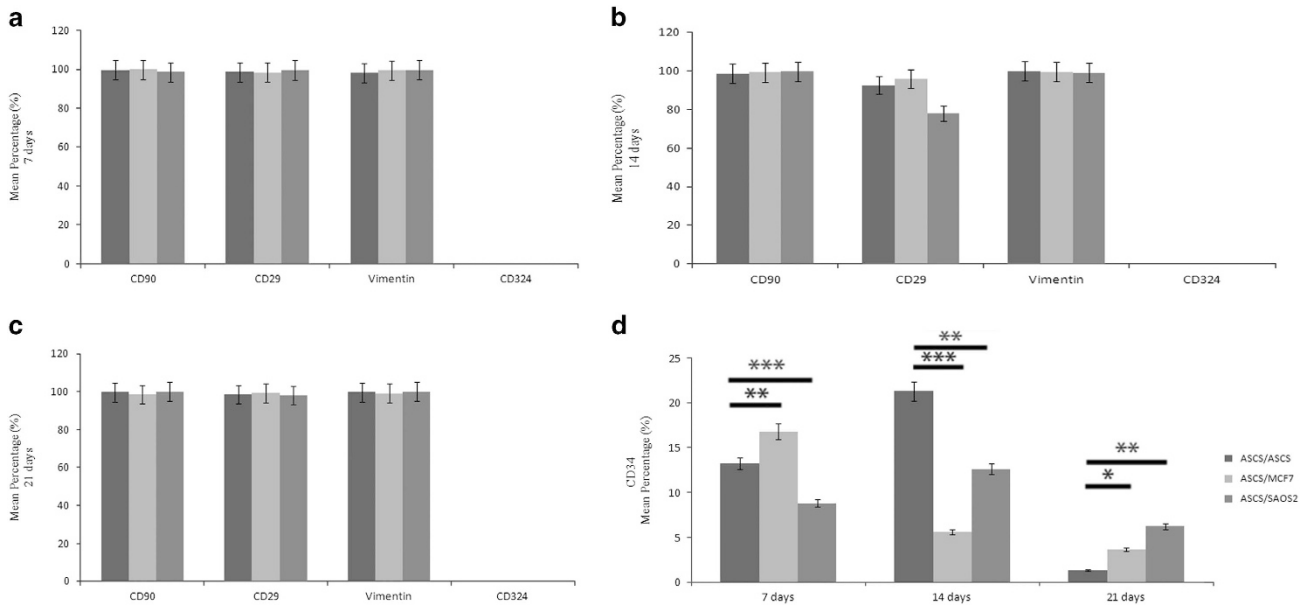 a
120
100
80
60
40
20
0
Mean Percentage (%)
7 days
CD90 CD29 Vimentin CD324
b
120
100
80
60
40
20
0
Mean Percentage (%)
14 days
CD90 CD29 Vimentin CD324
c
120
100
80
60
40
20
0
Mean Percentage (%)
21 days
CD90 CD29 Vimentin CD324
d
25
20
15
10
5
0
CD34
Mean Percentage (%)
***
**
**
***
**
*
7 days 14 days 21 days
ASCS/ASCS
ASCS/MCF7
ASCS/SAOS2